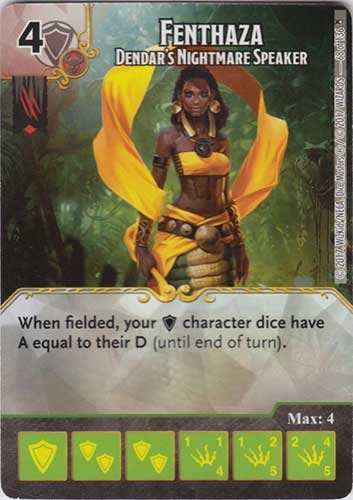 4
FENTHAZA
DENDAR'S NIGHTMARE SPEAKER
When fielded, your character dice have
A equal to their D (until end of turn).
Max: 4
1 1 4
1 2 5
2 4 5